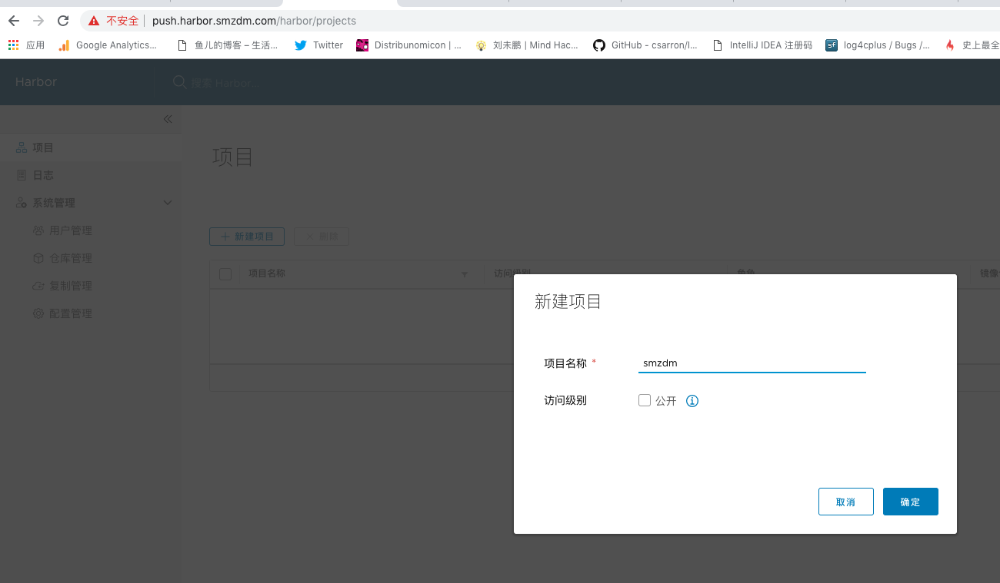 不安全 push.harbor.smzdm.com/harbor/projects
应用 Google Analytics... 鱼儿的博客 – 生活... Twitter Distribunomicon | ... 刘未鹏 | Mind Hac... GitHub - csarron/I... IntelliJ IDEA 注册码 sf log4cplus / Bugs /... 史上最全
Harbor 搜索 Harbor...
项目
日志
系统管理
用户管理
仓库管理
复制管理
配置管理
项目
新建项目 删除
项目名称 访问级别 角色 镜像
新建项目
项目名称 * smzdm
访问级别 公开
取消 确定